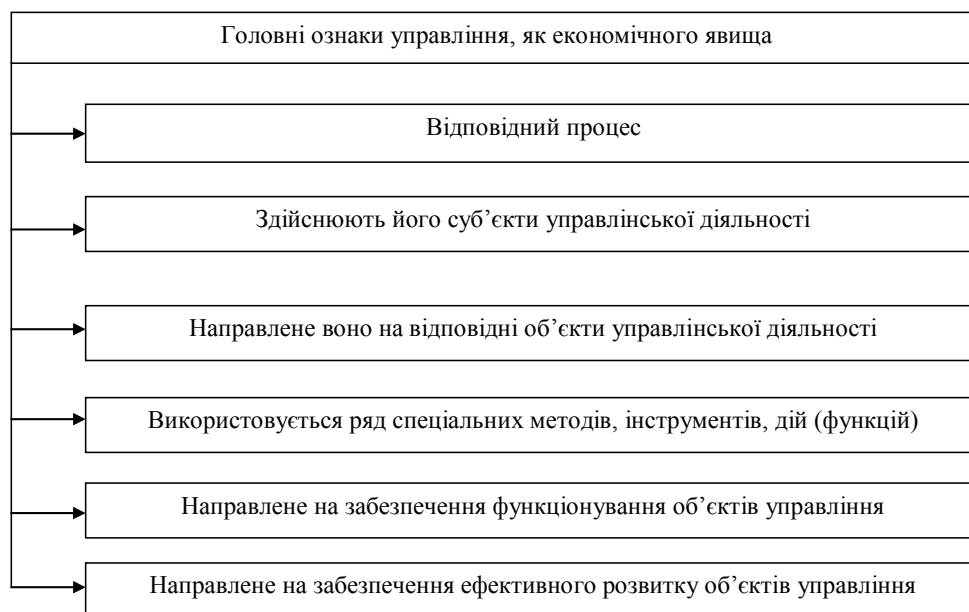 Головні ознаки управління, як економічного явища
Відповідний процес
Здійснюють його суб’єкти управлінської діяльності
Направлене воно на відповідні об’єкти управлінської діяльності
Використовується ряд спеціальних методів, інструментів, дій (функцій)
Направлене на забезпечення функціонування об’єктів управління
Направлене на забезпечення ефективного розвитку об’єктів управління